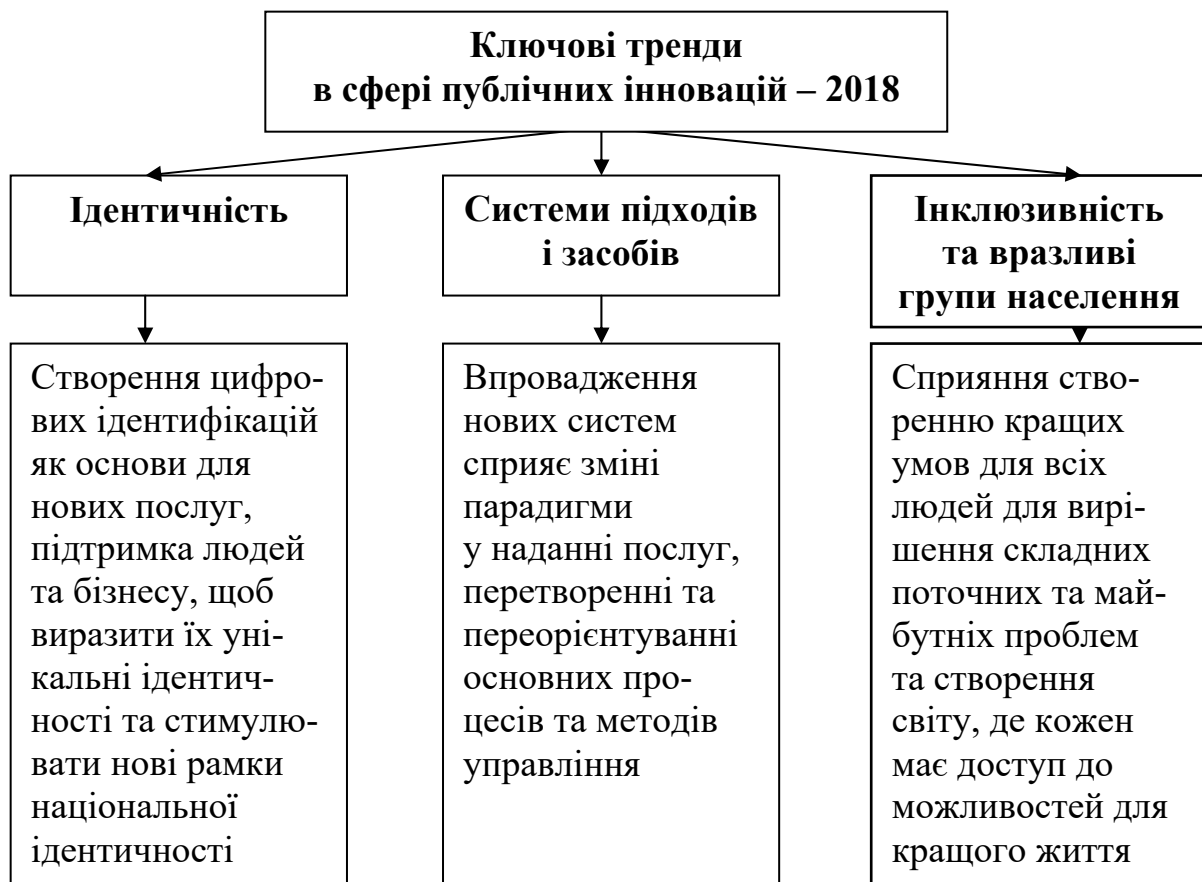 Ключові тренди
в сфері публічних інновацій – 2018
Ідентичність
Системи підходів
і засобів
Інклюзивність
та вразливі
групи населення
Створення цифро-
вих ідентифікацій
як основи для
нових послуг,
підтримка людей
та бізнесу, щоб
виразити їх уні-
кальні ідентич-
ності та стимулю-
вати нові рамки
національної
ідентичності
Впровадження
нових систем
сприяє зміні
парадигми
у наданні послуг,
перетворенні та
переорієнтуванні
основних про-
цесів та методів
управління
Сприяння ство-
ренню кращих
умов для всіх
людей для вирі-
шення складних
поточних та май-
бутніх проблем
та створення
світу, де кожен
має доступ до
можливостей для
кращого життя